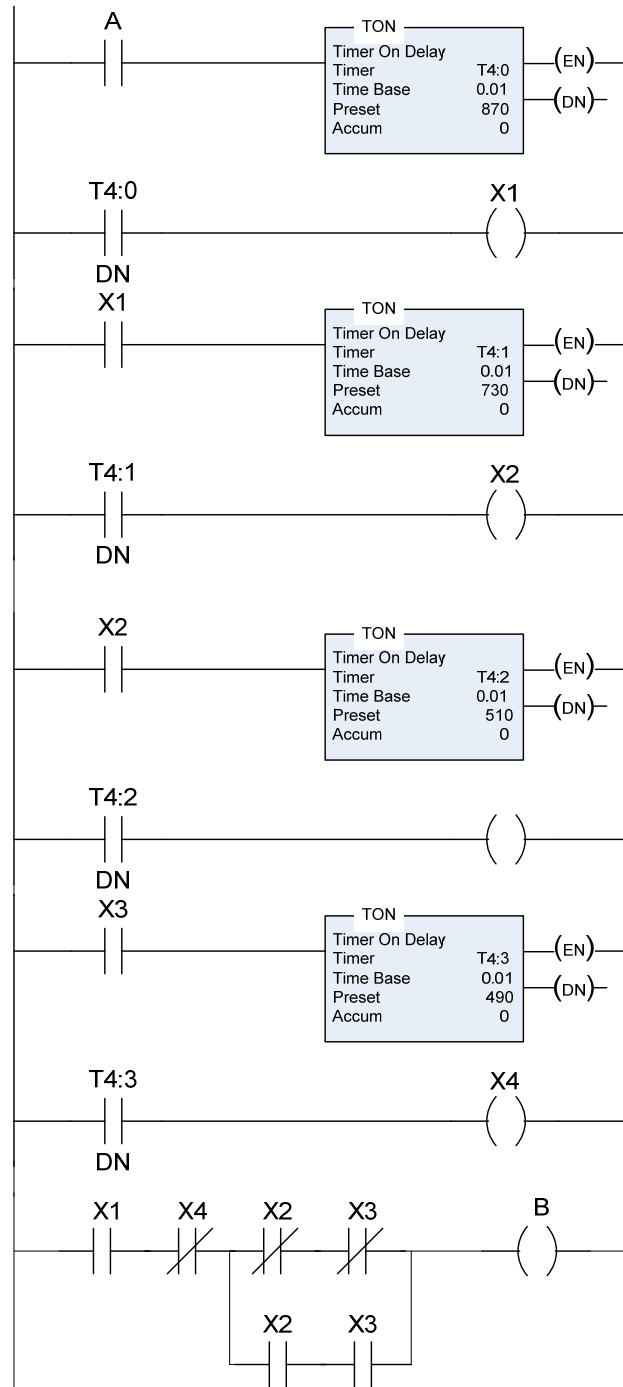 A
TON
Timer On Delay
Timer T4:0
Time Base 0.01
Preset 870
Accum 0
(EN)
(DN)
T4:0
DN
X1
X1
TON
Timer On Delay
Timer T4:1
Time Base 0.01
Preset 730
Accum 0
(EN)
(DN)
T4:1
DN
X2
X2
TON
Timer On Delay
Timer T4:2
Time Base 0.01
Preset 510
Accum 0
(EN)
(DN)
T4:2
DN
X3
TON
Timer On Delay
Timer T4:3
Time Base 0.01
Preset 490
Accum 0
(EN)
(DN)
T4:3
DN
X4
X1 X4 X2 X3 B
X2 X3